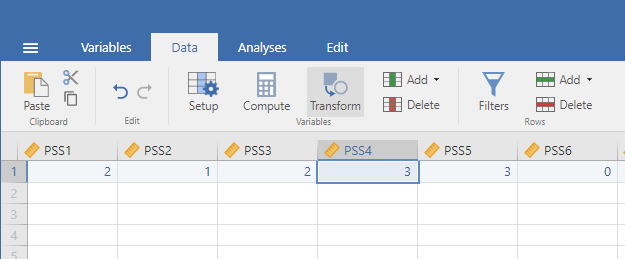 Variables Data Analyses Edit
Paste Setup Compute Transform Add Delete Filters Add Delete
Clipboard Edit Variables Rows
PSS1 PSS2 PSS3 PSS4 PSS5 PSS6
1 2 1 2 3 3 0
2
3
4
5